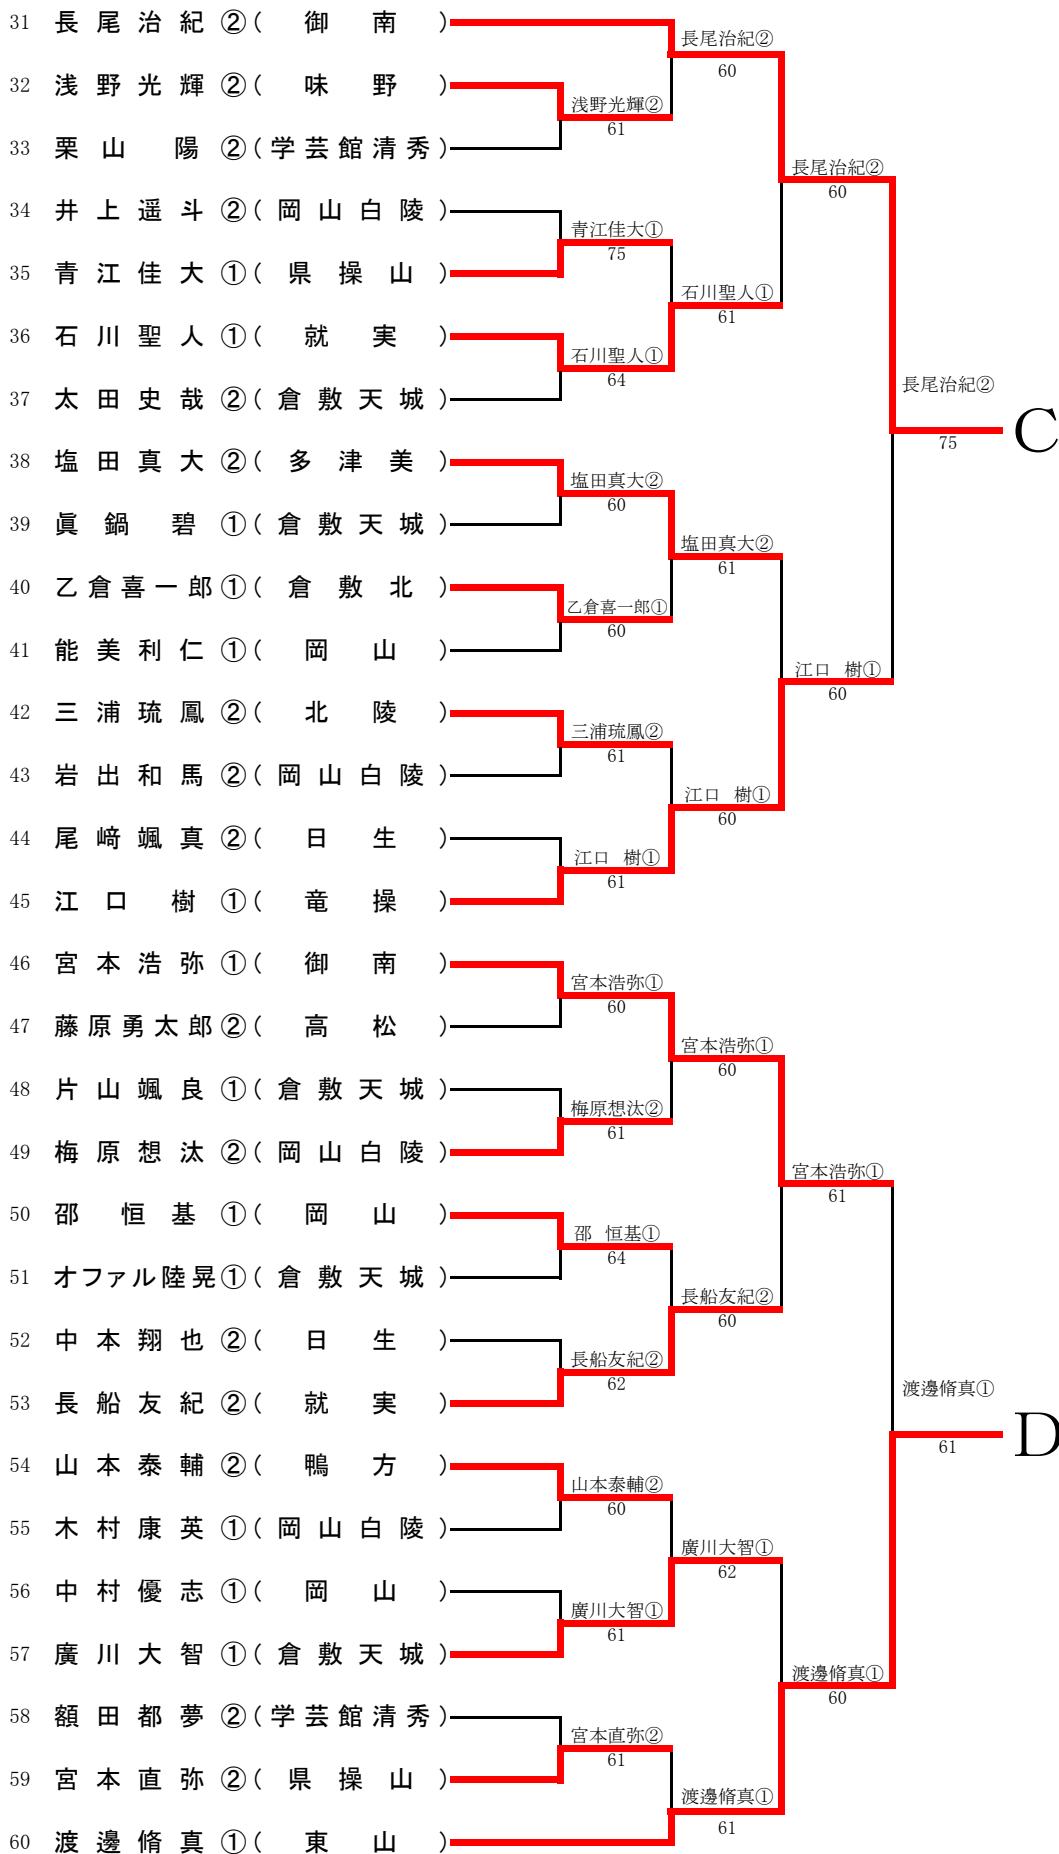 31 長尾治紀 ②( 御南 )
長尾治紀②
60
32 浅野光輝 ②( 味野 )
浅野光輝②
61
33 栗山 陽 ②( 学芸館清秀 )
長尾治紀②
60
34 井上遥斗 ②( 岡山白陵 )
青江佳大①
75
35 青江佳大 ①( 県操山 )
石川聖人①
61
36 石川聖人 ①( 就実 )
石川聖人①
64
37 太田史哉 ②( 倉敷天城 )
長尾治紀②
75
C
38 塩田真大 ②( 多津美 )
塩田真大②
60
39 眞鍋 碧 ①( 倉敷天城 )
塩田真大②
61
40 乙倉喜一郎 ①( 倉敷北 )
乙倉喜一郎①
60
41 能美利仁 ①( 岡山 )
江口 樹①
60
42 三浦琉鳳 ②( 北陵 )
三浦琉鳳②
61
43 岩出和馬 ②( 岡山白陵 )
江口 樹①
60
44 尾﨑颯真 ②( 日生 )
江口 樹①
61
45 江口 樹 ①( 竜操 )
46 宮本浩弥 ①( 御南 )
宮本浩弥①
60
47 藤原勇太郎 ②( 高松 )
宮本浩弥①
60
48 片山颯良 ①( 倉敷天城 )
梅原想汰②
61
49 梅原想汰 ②( 岡山白陵 )
宮本浩弥①
61
50 邵 恒基 ①( 岡山 )
邵 恒基①
64
51 オファル陸晃 ①( 倉敷天城 )
長船友紀②
60
52 中本翔也 ②( 日生 )
長船友紀②
62
53 長船友紀 ②( 就実 )
渡邊脩真①
61
D
54 山本泰輔 ②( 鴨方 )
山本泰輔②
60
55 木村康英 ①( 岡山白陵 )
廣川大智①
62
56 中村優志 ①( 岡山 )
廣川大智①
61
57 廣川大智 ①( 倉敷天城 )
渡邊脩真①
60
58 額田都夢 ②( 学芸館清秀 )
宮本直弥②
61
59 宮本直弥 ②( 県操山 )
渡邊脩真①
61
60 渡邊脩真 ①( 東山 )